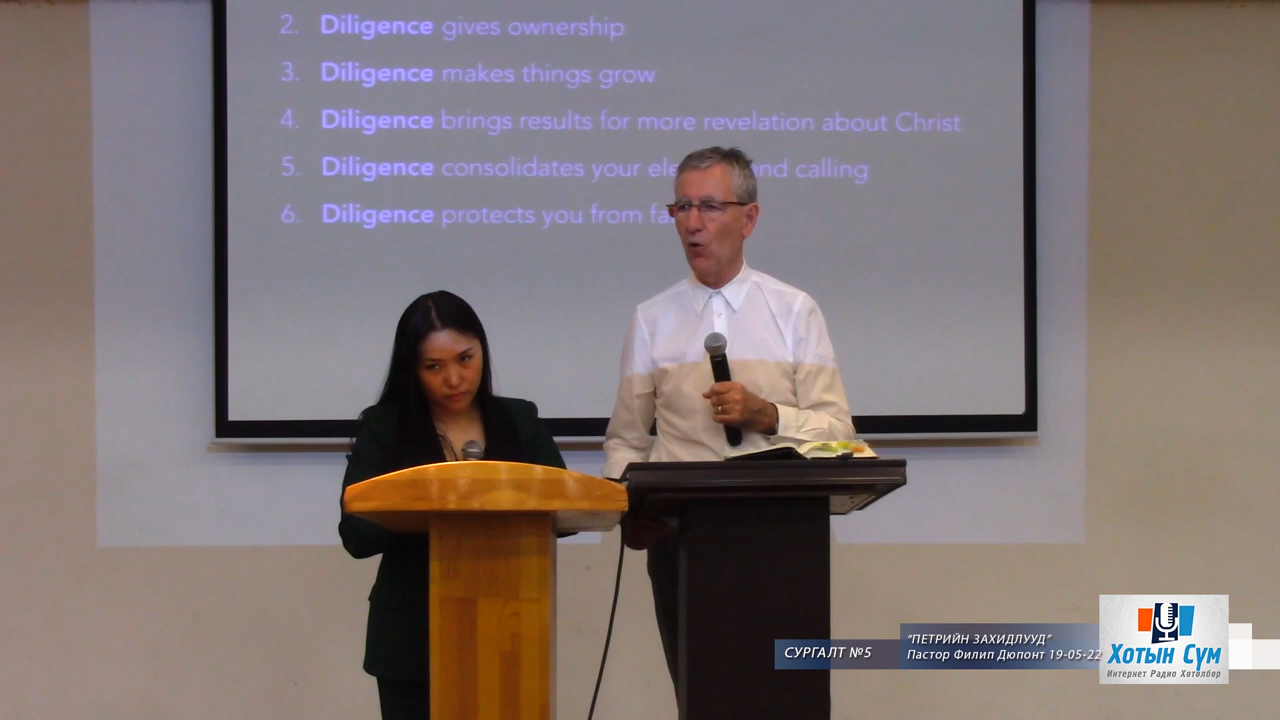 2. Diligence gives ownership
3. Diligence makes things grow
4. Diligence brings results for more revelation about Christ
5. Diligence consolidates your and calling
6. Diligence protects you from
СУРГАЛТ №5
"ПЕТРИЙН ЗАХИДЛУУД"
Пастор Филип Дюпонт 19-05-22
Хотын Сүм
Интернет Радио Хөтөлбөр